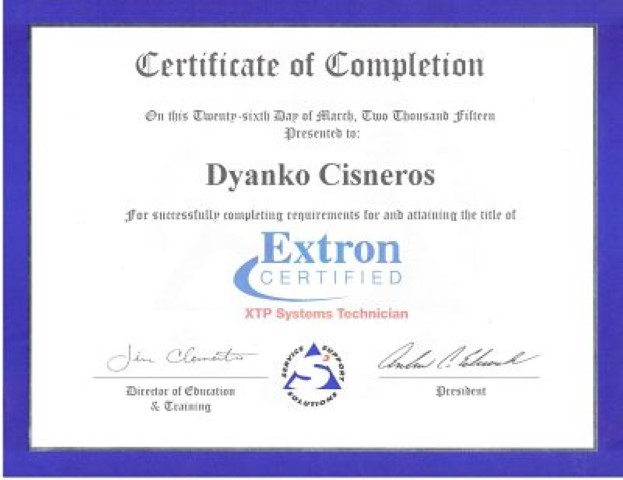 Certificate of Completion
On this Twenty-sixth Day of March, Two Thousand Fifteen
Presented to:
Dyanko Cisneros
For successfully completing requirements for and attaining the title of
Extron
CERTIFIED
XTP Systems Technician
Jim Clements
SERVICE SUPPORT SOLUTIONS
S3
Director of Education
& Training
President